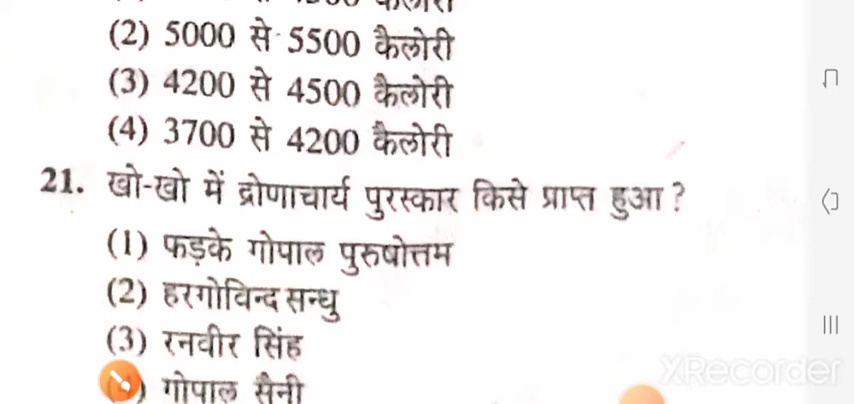 (2) 5000 से 5500 कैलोरी
(3) 4200 से 4500 कैलोरी
(4) 3700 से 4200 कैलोरी
21. खो-खो में द्रोणाचार्य पुरस्कार किसे प्राप्त हुआ ?
(1) फड़के गोपाल पुरुषोत्तम
(2) हरगोविन्द सन्धु
(3) रनवीर सिंह
गोपाल सैनी
XRecorder